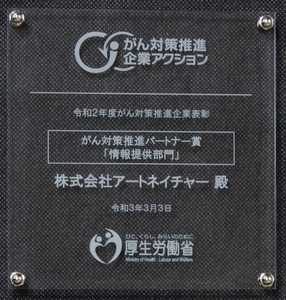 がん対策推進
企業アクション
令和2年度がん対策推進企業表彰
がん対策推進パートナー賞
「情報提供部門」
株式会社アートネイチャー 殿
令和3年3月3日
ひと、くらし、みらいのために
厚生労働省
Ministry of Health, Labour and Welfare